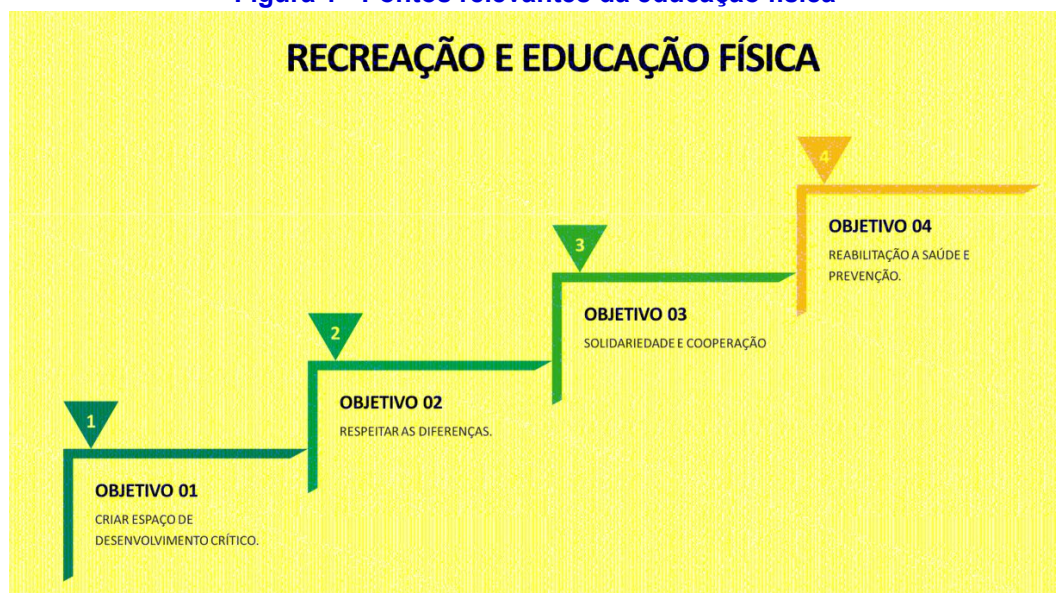 RECREAÇÃO E EDUCAÇÃO FÍSICA
4
OBJETIVO 04
REABILITAÇÃO A SAÚDE E
PREVENÇÃO.
3
OBJETIVO 03
SOLIDARIEDADE E COOPERAÇÃO
2
OBJETIVO 02
RESPEITAR AS DIFERENÇAS.
1
OBJETIVO 01
CRIAR ESPAÇO DE
DESENVOLVIMENTO CRÍTICO.